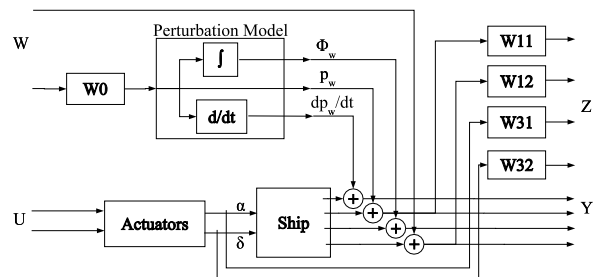 Perturbation Model
W
W0
∫
d/dt
Φw
pw
dpw/dt
W11
W12
W31
W32
Z
U
Actuators
α
δ
Ship
+
+
+
+
Y